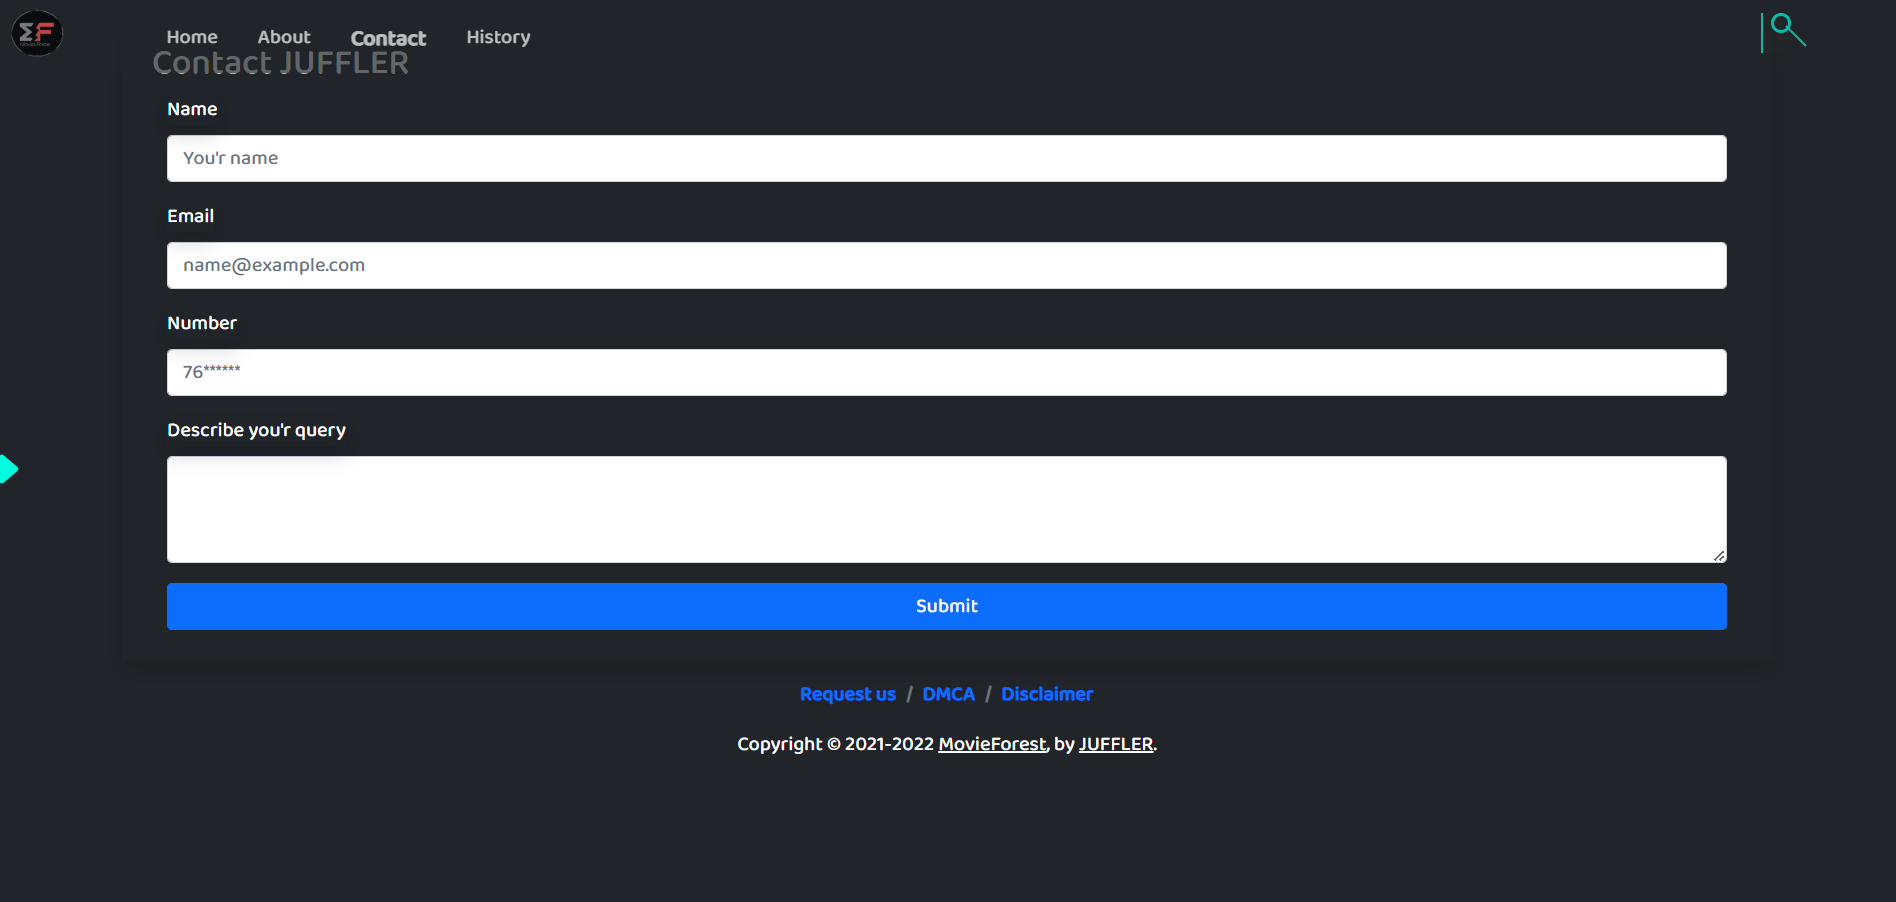 ΣF
Home About Contact History
Contact JUFFLER
Name
You'r name
Email
name@example.com
Number
76******
Describe you'r query
Submit
Request us / DMCA / Disclaimer
Copyright © 2021-2022 MovieForest, by JUFFLER.